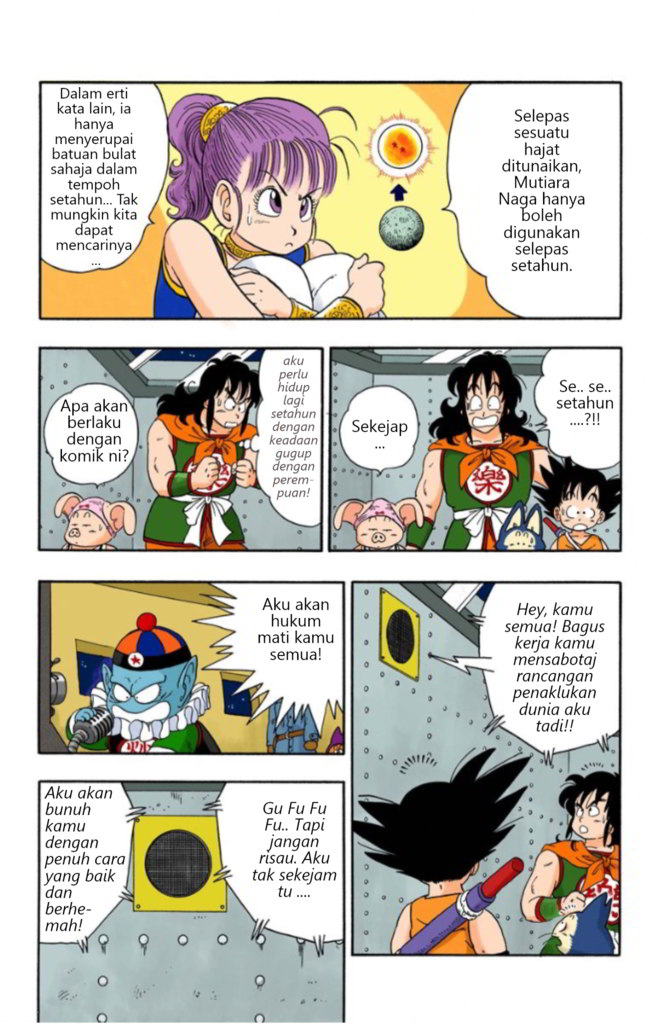 Selepas
sesuatu
hajat
ditunaikan,
Mutiara
Naga hanya
boleh
digunakan
selepas
setahun.
Dalam erti
kata lain, ia
hanya
menyerupai
batuan bulat
sahaja dalam
tempoh
setahun... Tak
mungkin kita
dapat
mencarinya
...
Se.. se..
setahun
....?!!
Sekejap
...
樂
aku
perlu
hidup
lagi
setahun
dengan
keadaan
gugup
dengan
perem-
puan!
Apa akan
berlaku
dengan
komik ni?
Hey, kamu
semua! Bagus
kerja kamu
mensabotaj
rancangan
penaklukan
dunia aku
tadi!!
Aku akan
hukum
mati kamu
semua!
Gu Fu Fu
Fu.. Tapi
jangan
risau. Aku
tak sekejam
tu ....
Aku akan
bunuh
kamu
dengan
penuh cara
yang baik
dan
berhe-
mah!